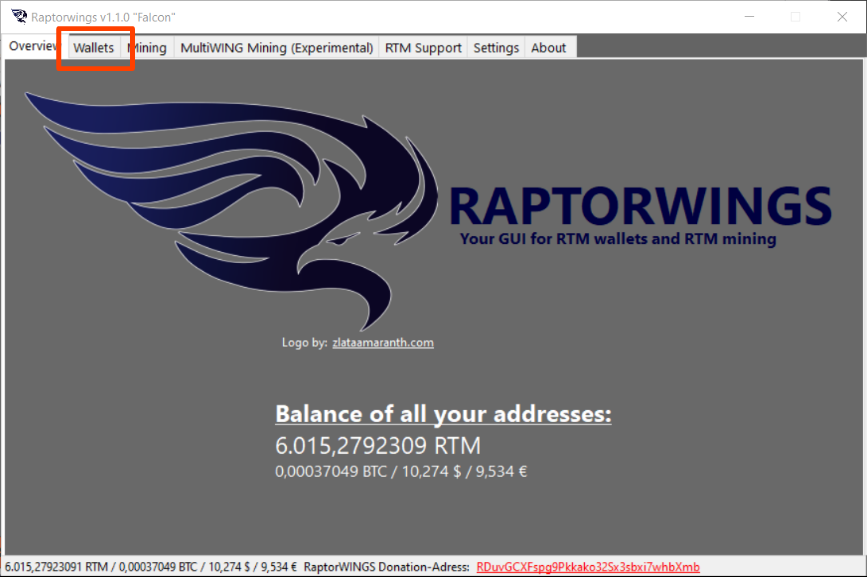 Raptorwings v1.1.0 "Falcon"
Overview Wallets Mining MultiWING Mining (Experimental) RTM Support Settings About
RAPTORWINGS
Your GUI for RTM wallets and RTM mining
Logo by: zlataamaranth.com
Balance of all your addresses:
6.015,2792309 RTM
0,00037049 BTC / 10,274 $ / 9,534 €
6.015,27923091 RTM / 0,00037049 BTC / 10,274 $ / 9,534 € RaptorWINGS Donation-Adress: RDuvGCXFspg9Pkkako32Sx3sbxi7whbXmb